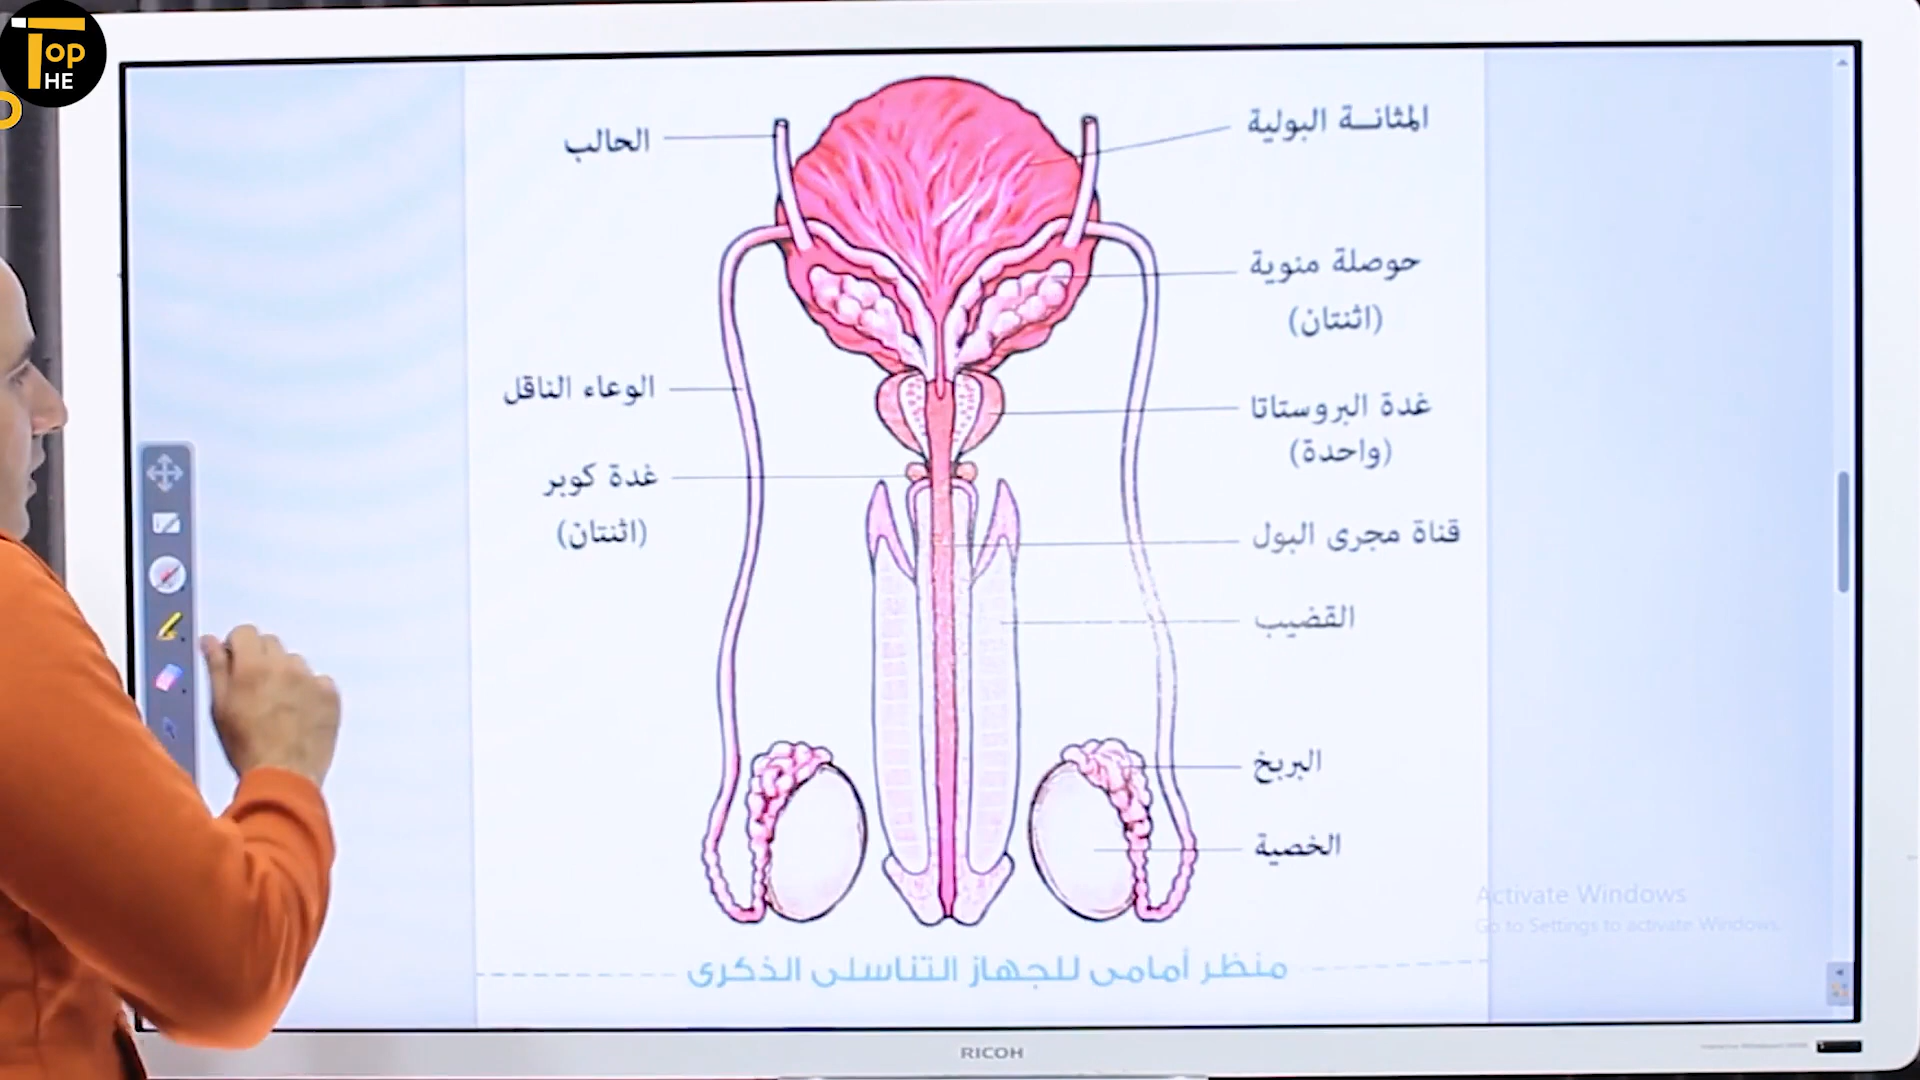 Top
HE
المثانـة البولية
الحالب
حوصلة منوية
(اثنتان)
الوعاء الناقل
غدة البروستاتا
(واحدة)
غدة كوبر
(اثنتان)
قناة مجرى البول
القضيب
البربخ
الخصية
Activate Windows
Go to Settings to activate Windows.
منظر أمامى للجهاز التناسلى الذكرى
RICOH